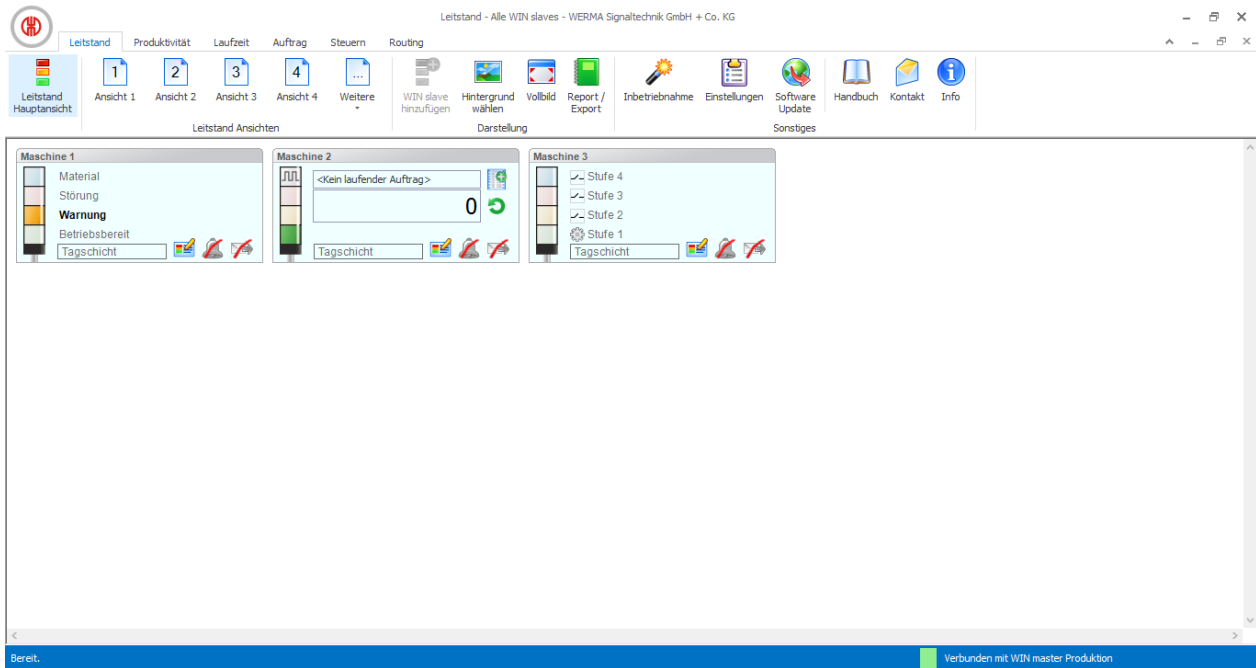 Leitstand - Alle WIN slaves - WERMA Signaltechnik GmbH + Co. KG
Leitstand Produktivität Laufzeit Auftrag Steuern Routing
Leitstand Hauptansicht
1 Ansicht 1
2 Ansicht 2
3 Ansicht 3
4 Ansicht 4
... Weitere
Leitstand Ansichten
WIN slave hinzufügen
Hintergrund wählen
Vollbild
Report / Export
Darstellung
Inbetriebnahme
Einstellungen
Software Update
Handbuch
Kontakt
Info
Sonstiges
Maschine 1
Material
Störung
Warnung
Betriebsbereit
Tagschicht
Maschine 2
<Kein laufender Auftrag>
0
Tagschicht
Maschine 3
Stufe 4
Stufe 3
Stufe 2
Stufe 1
Tagschicht
Bereit.
Verbunden mit WIN master Produktion